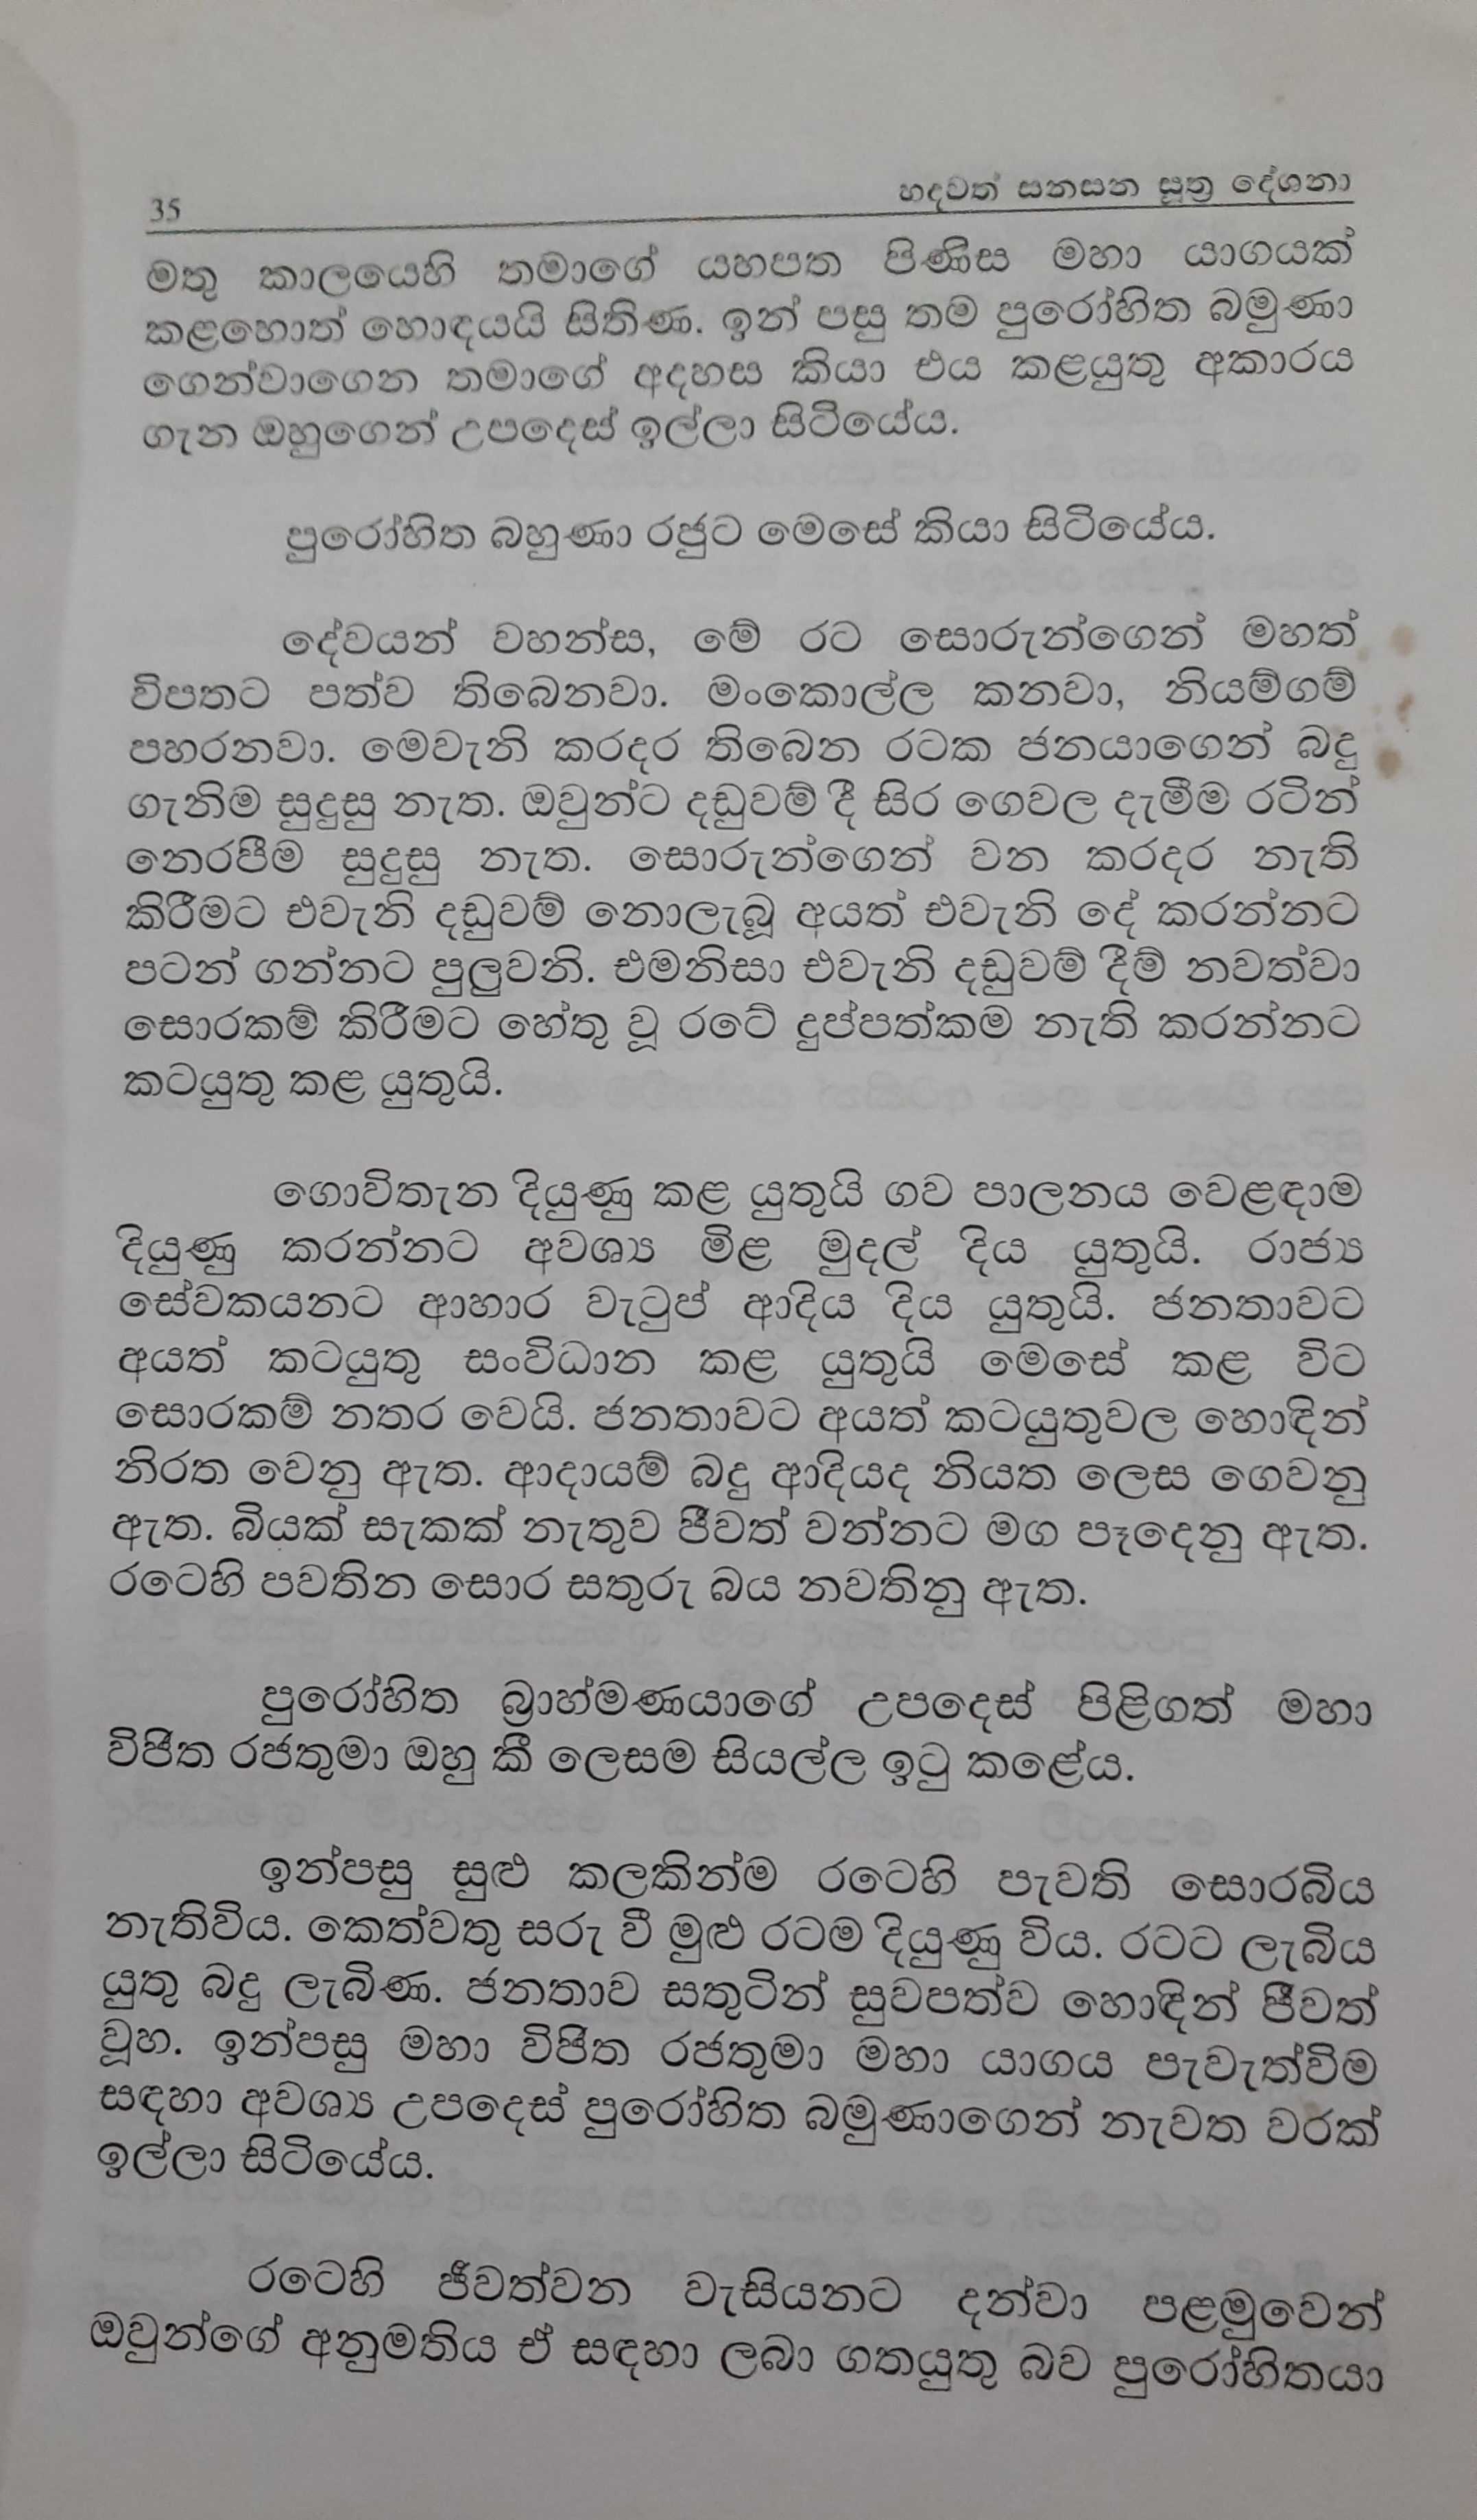 35 හදවත් සනසන සූත්‍ර දේශනා
මතු කාලයෙහි තමාගේ යහපත පිණිස මහා යාගයක්
කළහොත් හොඳයයි සිතිණ. ඉන් පසු තම පුරෝහිත බමුණා
ගෙන්වාගෙන තමාගේ අදහස කියා එය කළයුතු අකාරය
ගැන ඔහුගෙන් උපදෙස් ඉල්ලා සිටියේය.
පුරෝහිත බහුණා රජුට මෙසේ කියා සිටියේය.
දේවයන් වහන්ස, මේ රට සොරුන්ගෙන් මහත්
විපතට පත්ව තිබෙනවා. මංකොල්ල කනවා, නියම්ගම්
පහරනවා. මෙවැනි කරදර තිබෙන රටක ජනයාගෙන් බදු
ගැනිම සුදුසු නැත. ඔවුන්ට දඩුවම් දී සිර ගෙවල දැමීම රටින්
නෙරපීම සුදුසු නැත. සොරුන්ගෙන් වන කරදර නැති
කිරීමට එවැනි දඩුවම් නොලැබූ අයත් එවැනි දේ කරන්නට
පටන් ගන්නට පුලුවනි. එමනිසා එවැනි දඩුවම් දීම් නවත්වා
සොරකම් කිරීමට හේතු වූ රටේ දුප්පත්කම නැති කරන්නට
කටයුතු කළ යුතුයි.
ගොවිතැන දියුණු කළ යුතුයි ගව පාලනය වෙළඳාම
දියුණු කරන්නට අවශ්‍ය මිළ මුදල් දිය යුතුයි. රාජ්‍ය
සේවකයනට ආහාර වැටුප් ආදිය දිය යුතුයි. ජනතාවට
අයත් කටයුතු සංවිධාන කළ යුතුයි මෙසේ කළ විට
සොරකම් නතර වෙයි. ජනතාවට අයත් කටයුතුවල හොඳින්
නිරත වෙනු ඇත. ආදායම් බදු ආදියද නියත ලෙස ගෙවනු
ඇත. බියක් සැකක් නැතුව ජීවත් වන්නට මග පෑදෙනු ඇත.
රටෙහි පවතින සොර සතුරු බය නවතිනු ඇත.
පුරෝහිත බ්‍රාහ්මණයාගේ උපදෙස් පිළිගත් මහා
විජිත රජතුමා ඔහු කී ලෙසම සියල්ල ඉටු කළේය.
ඉන්පසු සුළු කලකින්ම රටෙහි පැවති සොරබිය
නැතිවිය. කෙත්වතු සරු වී මුළු රටම දියුණු විය. රටට ලැබිය
යුතු බදු ලැබිණ. ජනතාව සතුටින් සුවපත්ව හොඳින් ජීවත්
වූහ. ඉන්පසු මහා විජිත රජතුමා මහා යාගය පැවැත්විම
සඳහා අවශ්‍ය උපදෙස් පුරෝහිත බමුණාගෙන් නැවත වරක්
ඉල්ලා සිටියේය.
රටෙහි ජීවත්වන වැසියනට දන්වා පළමුවෙන්
ඔවුන්ගේ අනුමතිය ඒ සඳහා ලබා ගතයුතු බව පුරෝහිතයා